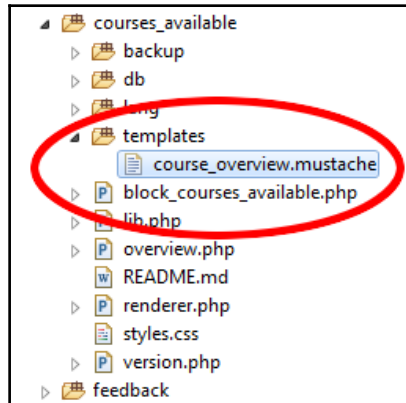 courses_available
backup
db
lang
templates
course_overview.mustache
block_courses_available.php
lib.php
overview.php
README.md
renderer.php
styles.css
version.php
feedback